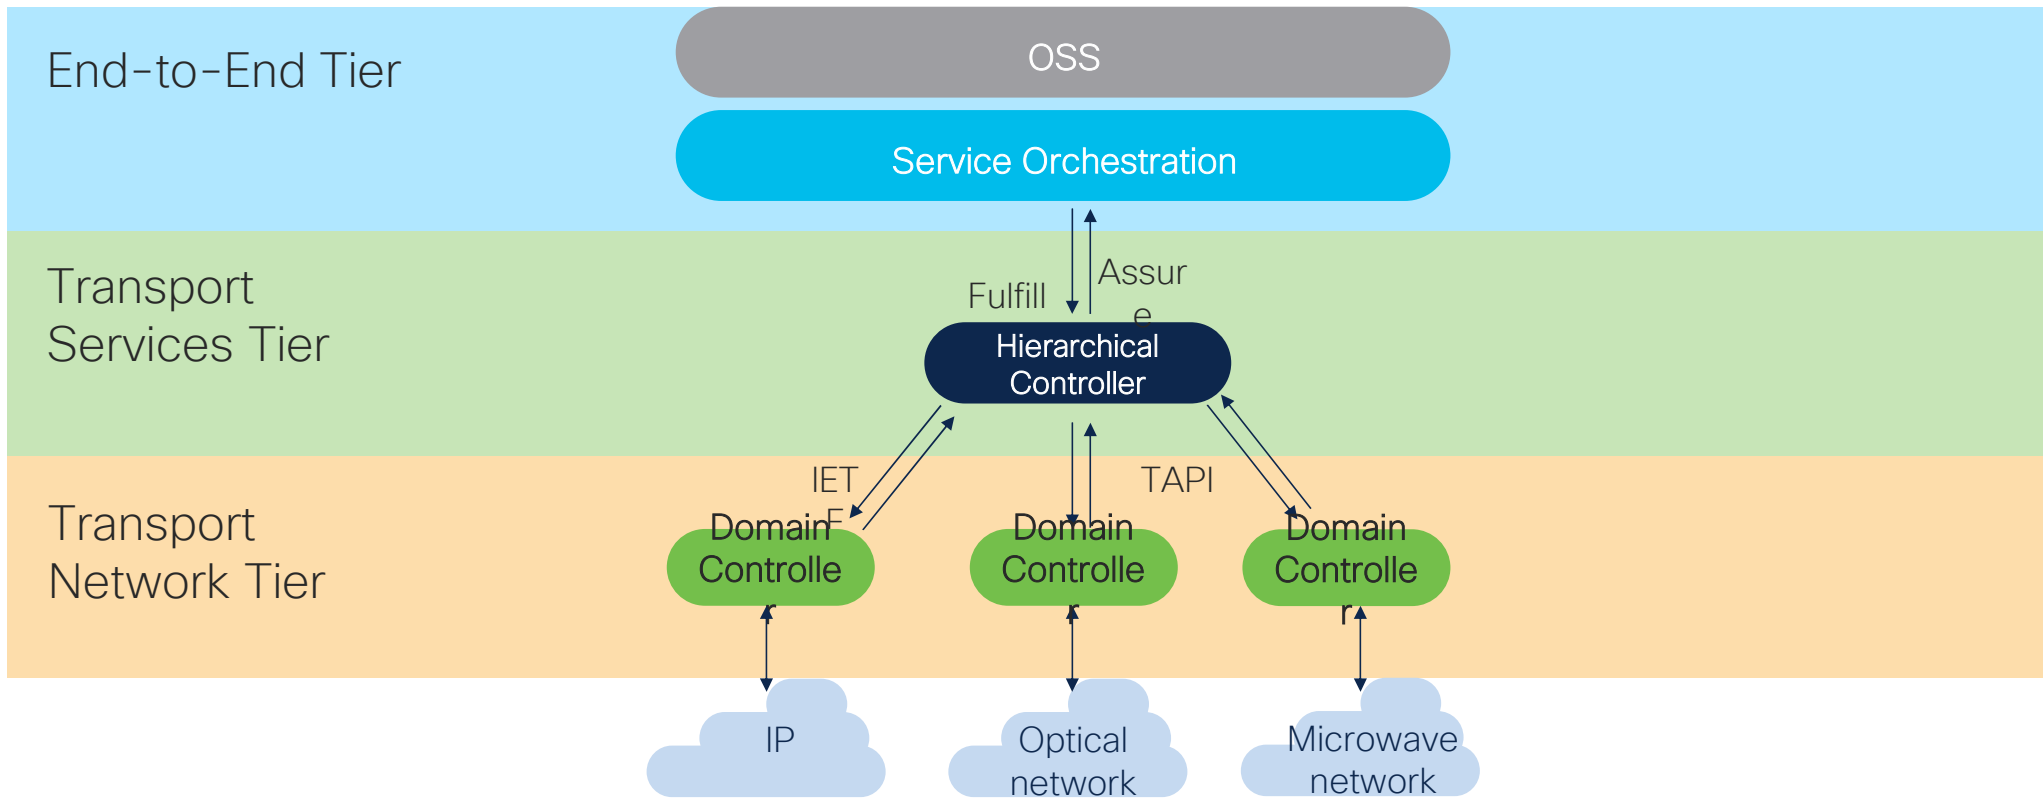 End-to-End Tier
OSS
Service Orchestration
Transport
Services Tier
Fulfill
Assur
e
Hierarchical
Controller
Transport
Network Tier
IET
F
TAPI
Domain
Controlle
r
Domain
Controlle
r
Domain
Controlle
r
IP
Optical
network
Microwave
network